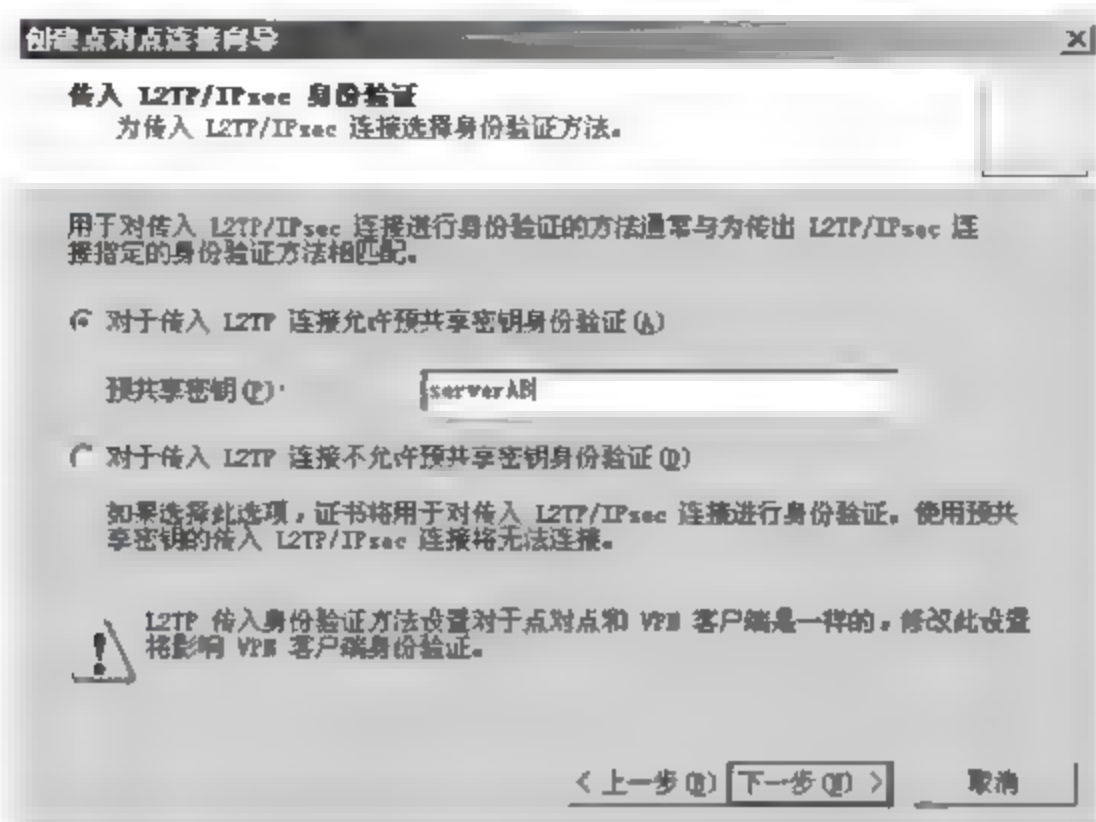 创建点对点连接向导
传入 L2TP/IPsec 身份验证
为传入 L2TP/IPsec 连接选择身份验证方法。
用于对传入 L2TP/IPsec 连接进行身份验证的方法通常与为传出 L2TP/IPsec 连
接指定的身份验证方法相匹配。
对于传入 L2TP 连接允许预共享密钥身份验证(A)
预共享密钥(P):
serverAB
对于传入 L2TP 连接不允许预共享密钥身份验证(D)
如果选择此选项,证书将用于对传入 L2TP/IPsec 连接进行身份验证。使用预共
享密钥的传入 L2TP/IPsec 连接将无法连接。
L2TP 传入身份验证方法设置对于点对点和 VPN 客户端是一样的。修改此设置
将影响 VPN 客户端身份验证。
< 上一步(B)
下一步(N) >
取消